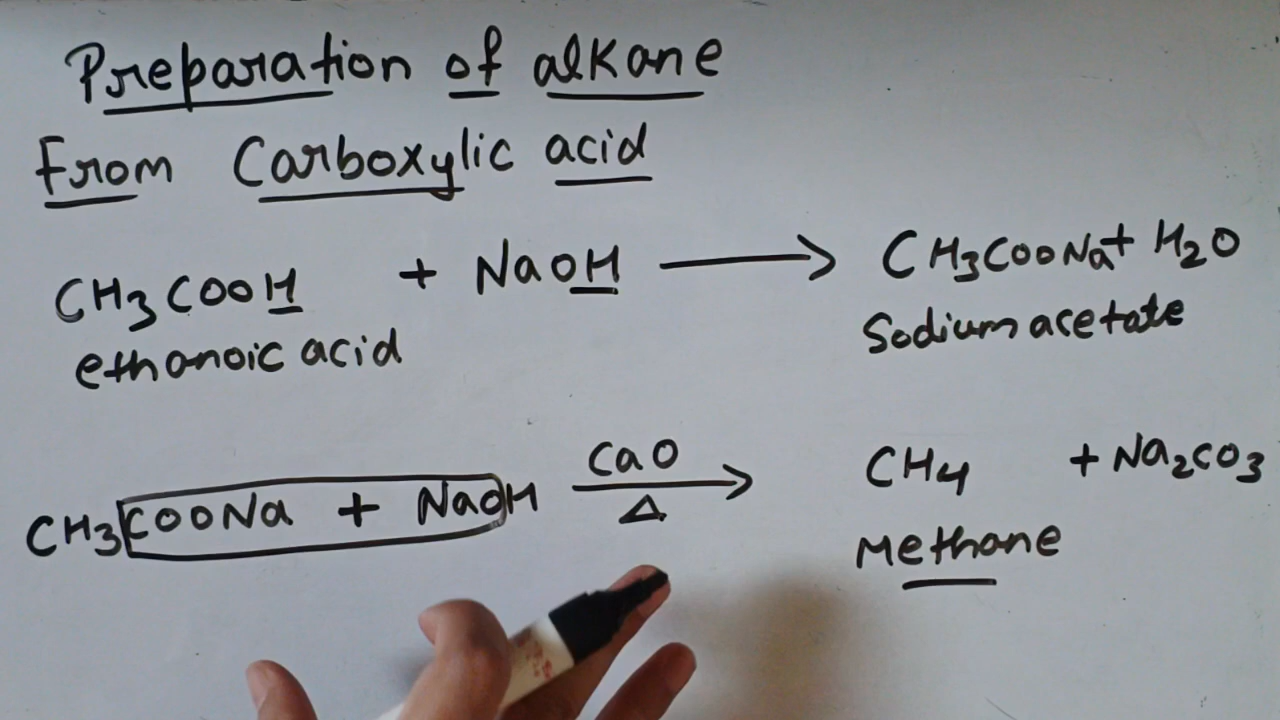 Preparation of alkane
From Carboxylic acid
CH3COOH + NaOH ⟶ CH3COONa + H2O
ethanoic acid Sodium acetate
CaO
CH3COONa + NaOH ⟶ CH4 + Na2CO3
Δ
Methane